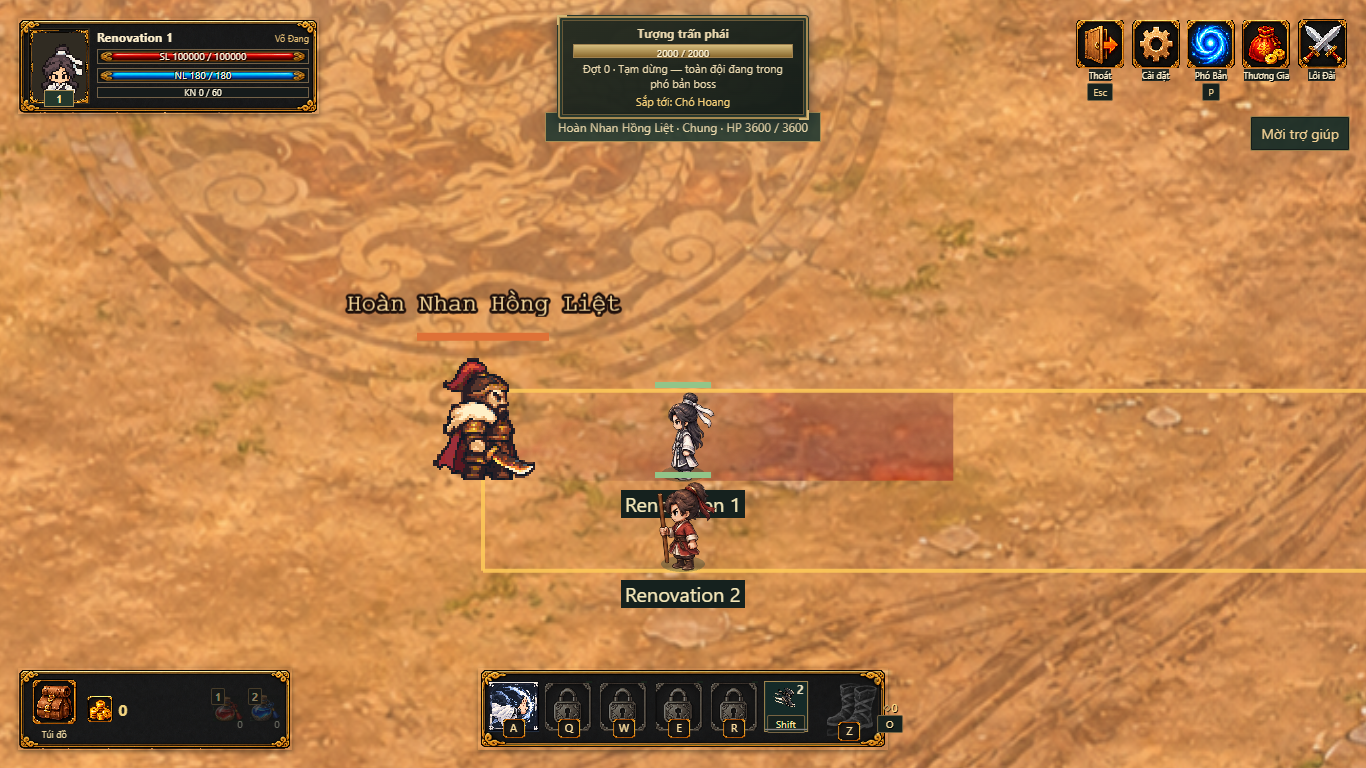 Renovation 1
Võ Đang
SL 100000 / 100000
NL 180 / 180
KN 0 / 60
1
Tượng trấn phái
2000 / 2000
Đợt 0 · Tạm dừng — toàn đội đang trong
phó bản boss
Sắp tới: Chó Hoang
Hoàn Nhan Hồng Liệt · Chung · HP 3600 / 3600
Thoát
Cài đặt
Phó Bản
Thương Gia
Lôi Đài
Esc
P
Mời trợ giúp
Hoàn Nhan Hồng Liệt
Renovation 2
Túi đồ
0
1
0
2
0
A
Q
W
E
R
2
Shift
Z
O